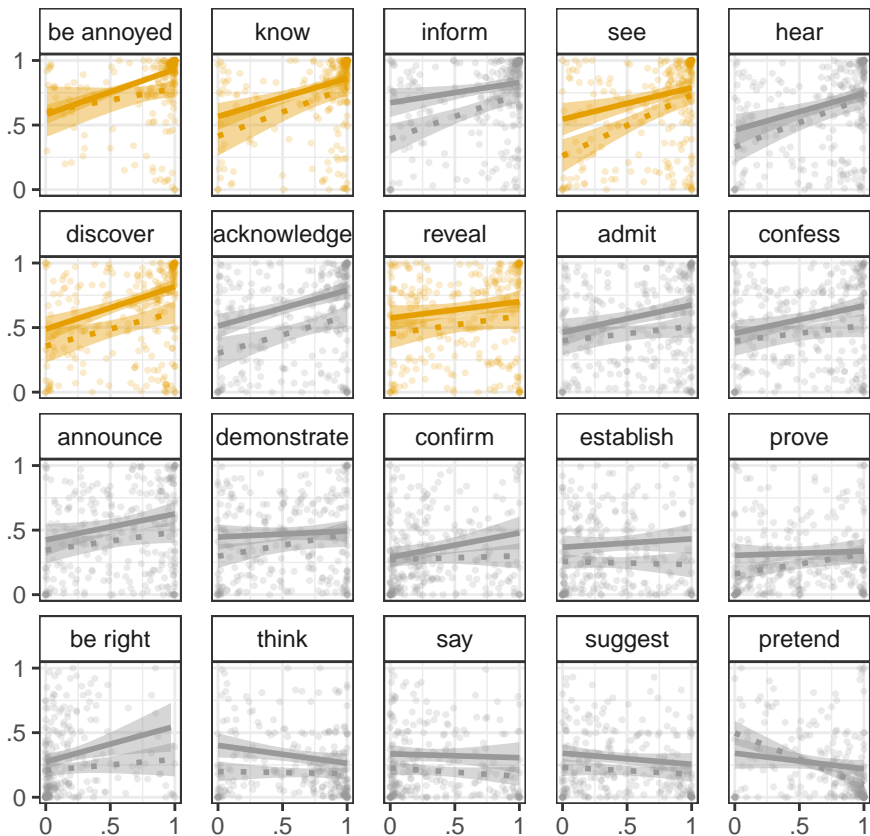 be annoyed know inform see hear
1
.5
0
discover acknowledge reveal admit confess
1
.5
0
announce demonstrate confirm establish prove
1
.5
0
be right think say suggest pretend
1
.5
0
0 .5 1 0 .5 1 0 .5 1 0 .5 1 0 .5 1